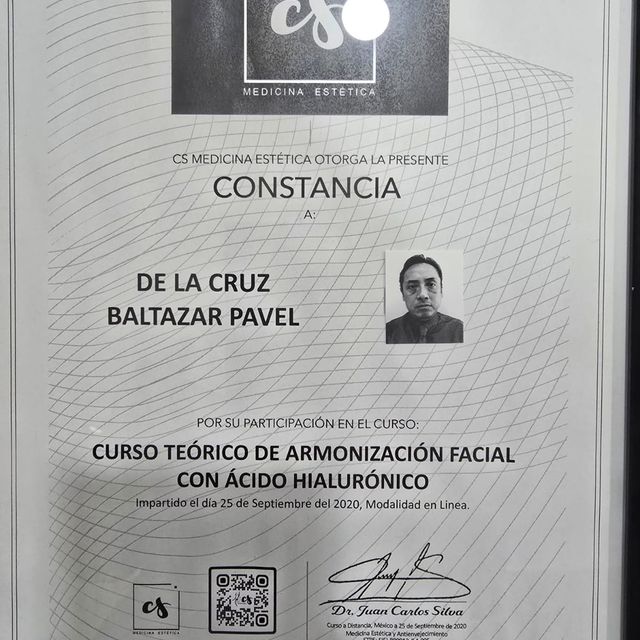 cs
MEDICINA ESTÉTICA
CS MEDICINA ESTÉTICA OTORGA LA PRESENTE
CONSTANCIA
A:
DE LA CRUZ
BALTAZAR PAVEL
POR SU PARTICIPACIÓN EN EL CURSO:
CURSO TEÓRICO DE ARMONIZACIÓN FACIAL
CON ÁCIDO HIALURÓNICO
Impartido el día 25 de Septiembre del 2020, Modalidad en Linea.
cs
MEDICINA ESTÉTICA
Dr. Juan Carlos Silva
Curso a Distancia, México a 25 de Septiembre de 2020
Medicina Estética y Antienvejecimiento